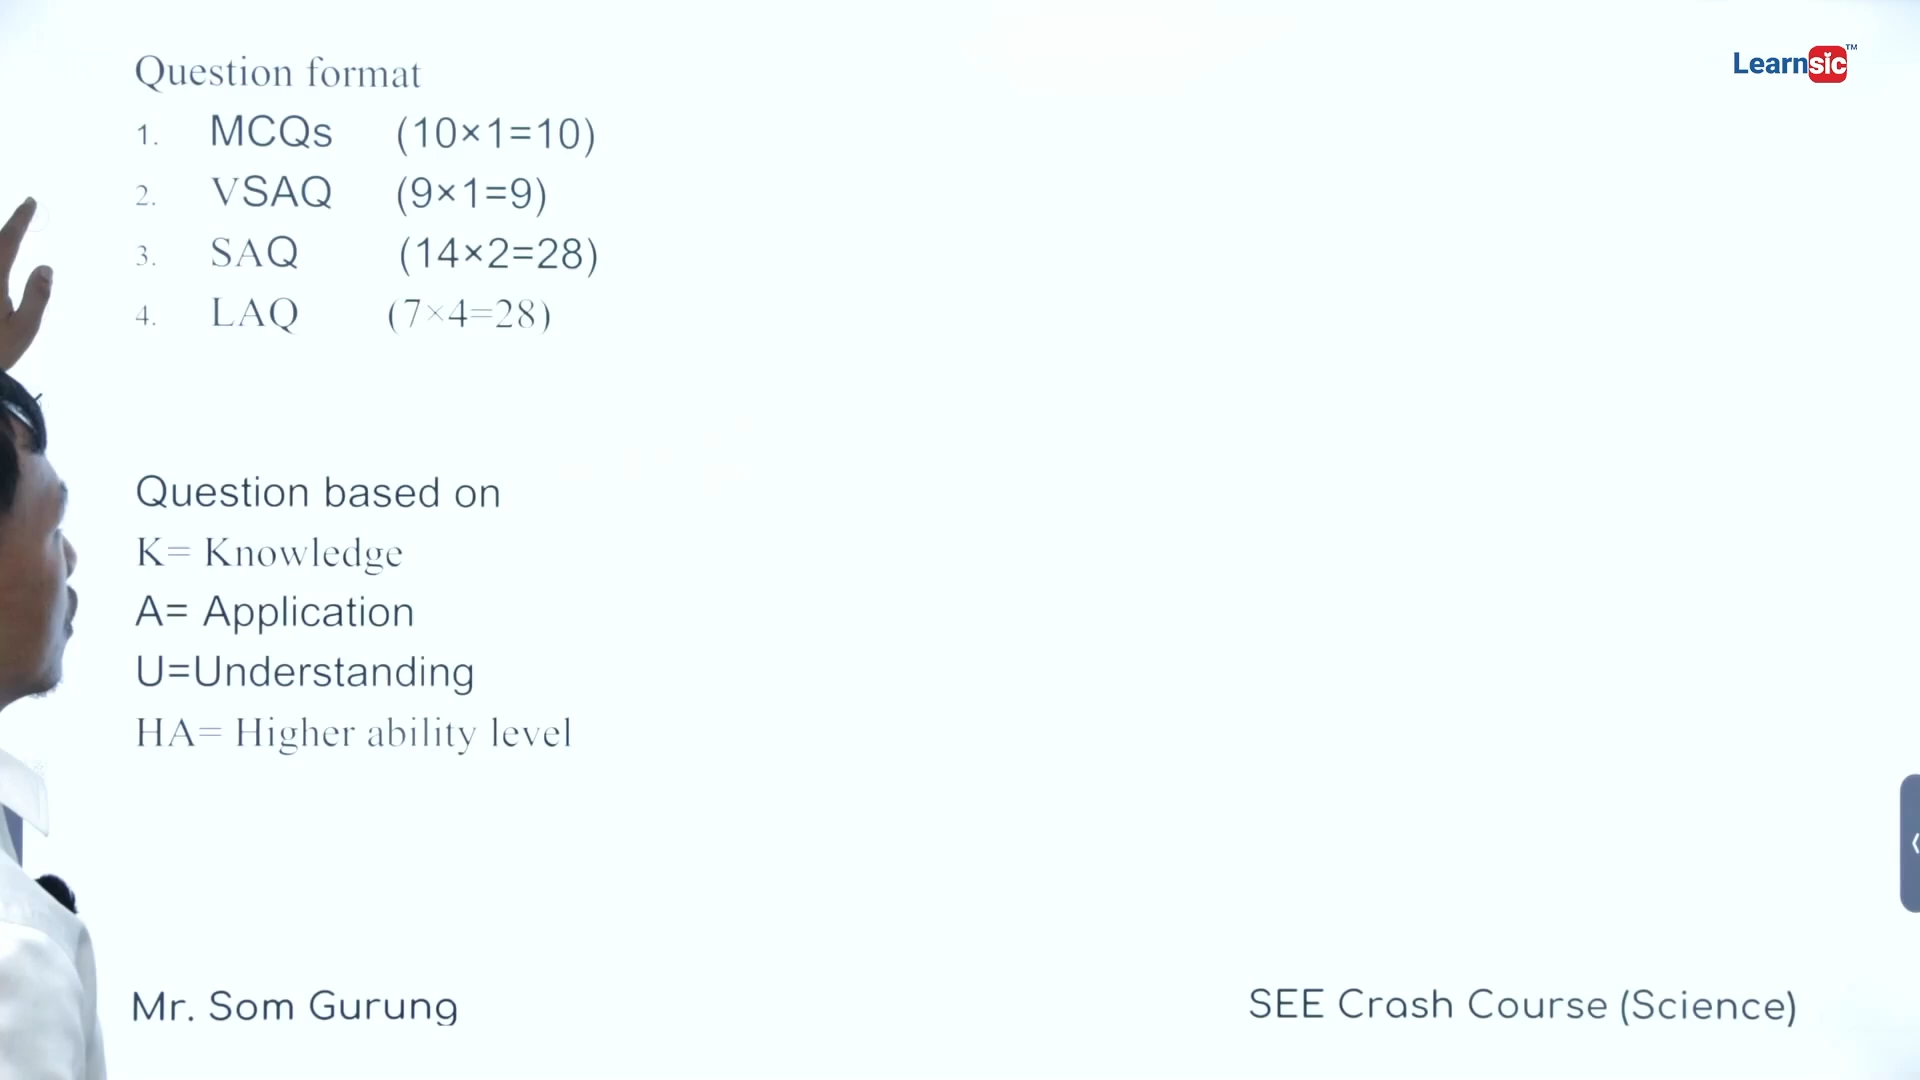 Learnsic™
Question format
1. MCQs (10×1=10)
2. VSAQ (9×1=9)
3. SAQ (14×2=28)
4. LAQ (7×4=28)
Question based on
K= Knowledge
A= Application
U=Understanding
HA= Higher ability level
Mr. Som Gurung
SEE Crash Course (Science)